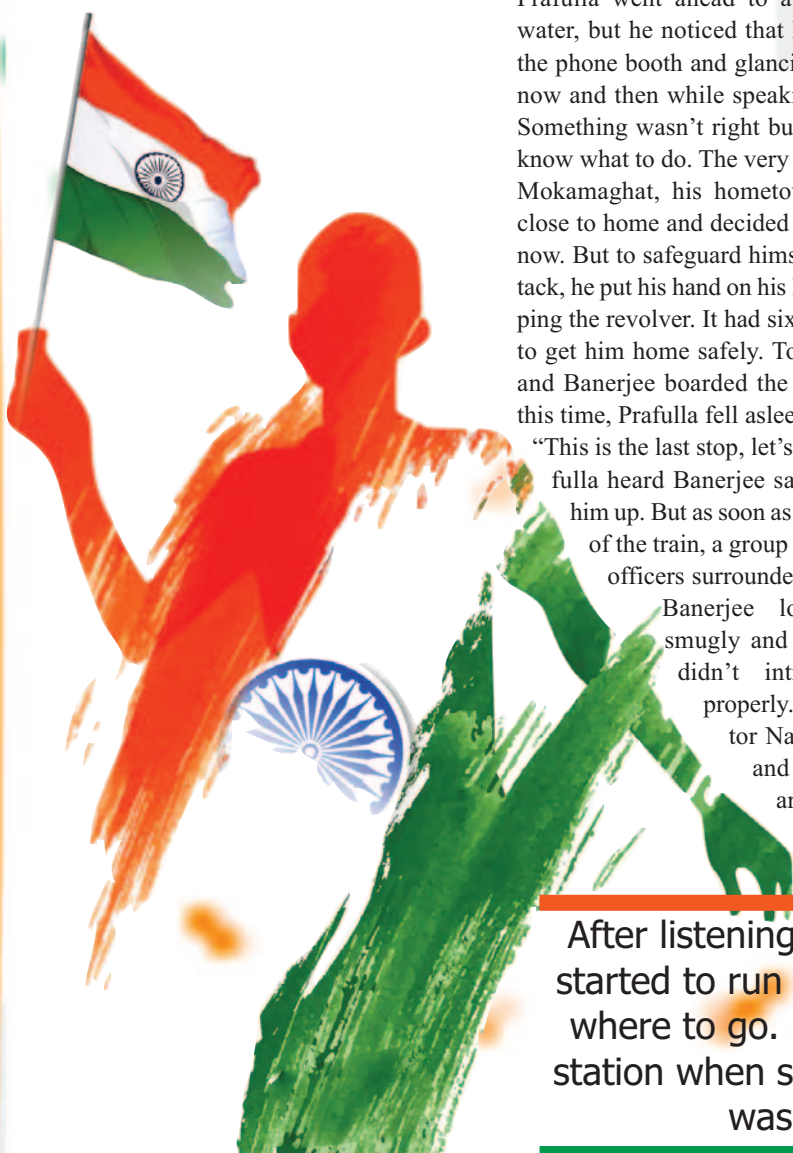 Prafulla went ahead to a
water, but he noticed that
the phone booth and glanci
now and then while speak
Something wasn't right bu
know what to do. The very
Mokamaghat, his hometo
close to home and decided
now. But to safeguard hims
tack, he put his hand on his
ping the revolver. It had six
to get him home safely. To
and Banerjee boarded the
this time, Prafulla fell aslee
“This is the last stop, let’s
fulla heard Banerjee sa
him up. But as soon as
of the train, a group
officers surrounde
Banerjee lo
smugly and
didn’t int
properly.
tor Na
and
ar
After listening
started to run
where to go.
station when s
was